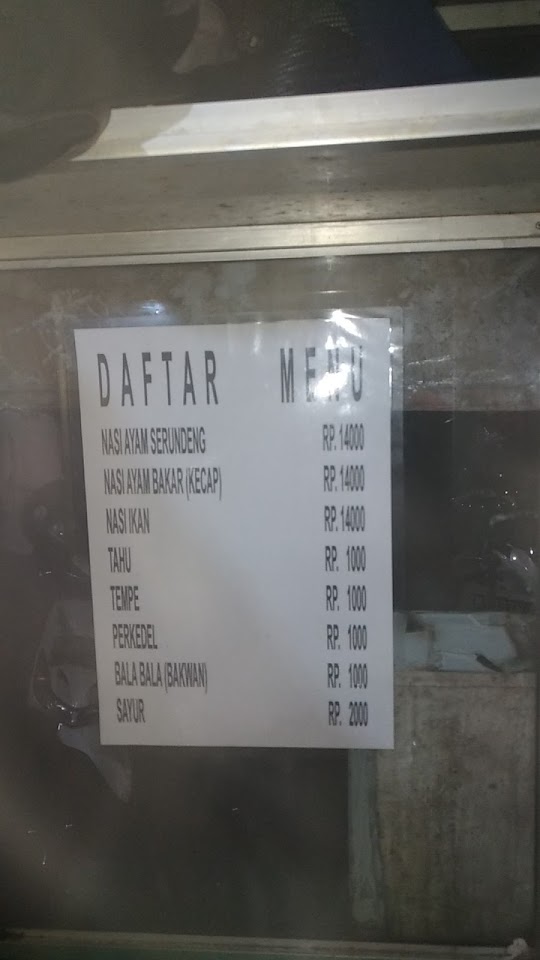 DAFTAR MENU
NASI AYAM SERUNDENG RP. 14000
NASI AYAM BAKAR (KECAP) RP. 14000
NASI IKAN RP. 14000
TAHU RP. 1000
TEMPE RP. 1000
PERKEDEL RP. 1000
BALA BALA (BAKWAN) RP. 1000
SAYUR RP. 2000